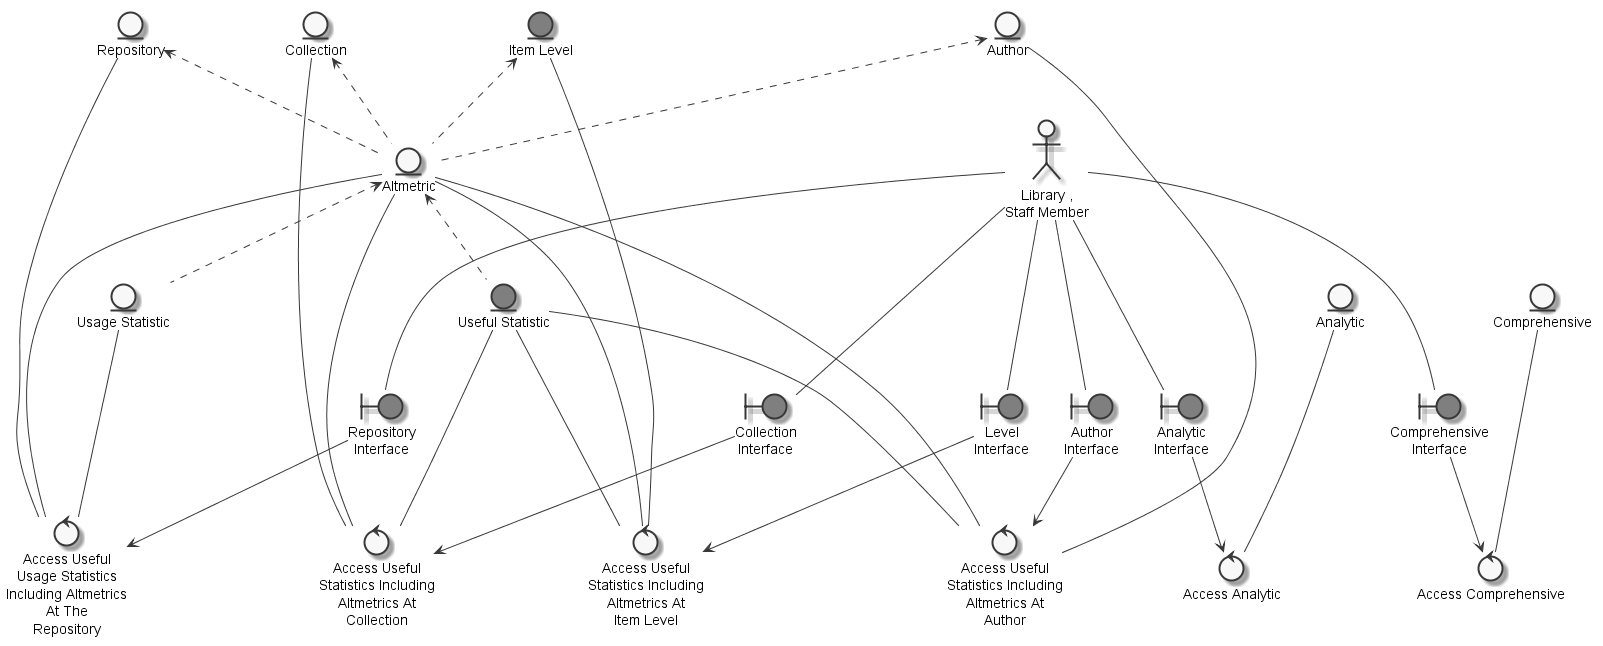 Repository
Collection
Item Level
Author
Altmetric
Library ,
Staff Member
Usage Statistic
Useful Statistic
Analytic
Comprehensive
Repository
Interface
Collection
Interface
Level
Interface
Author
Interface
Analytic
Interface
Comprehensive
Interface
Access Useful
Usage Statistics
Including Altmetrics
At The
Repository
Access Useful
Statistics Including
Altmetrics At
Collection
Access Useful
Statistics Including
Altmetrics At
Item Level
Access Useful
Statistics Including
Altmetrics At
Author
Access Analytic
Access Comprehensive